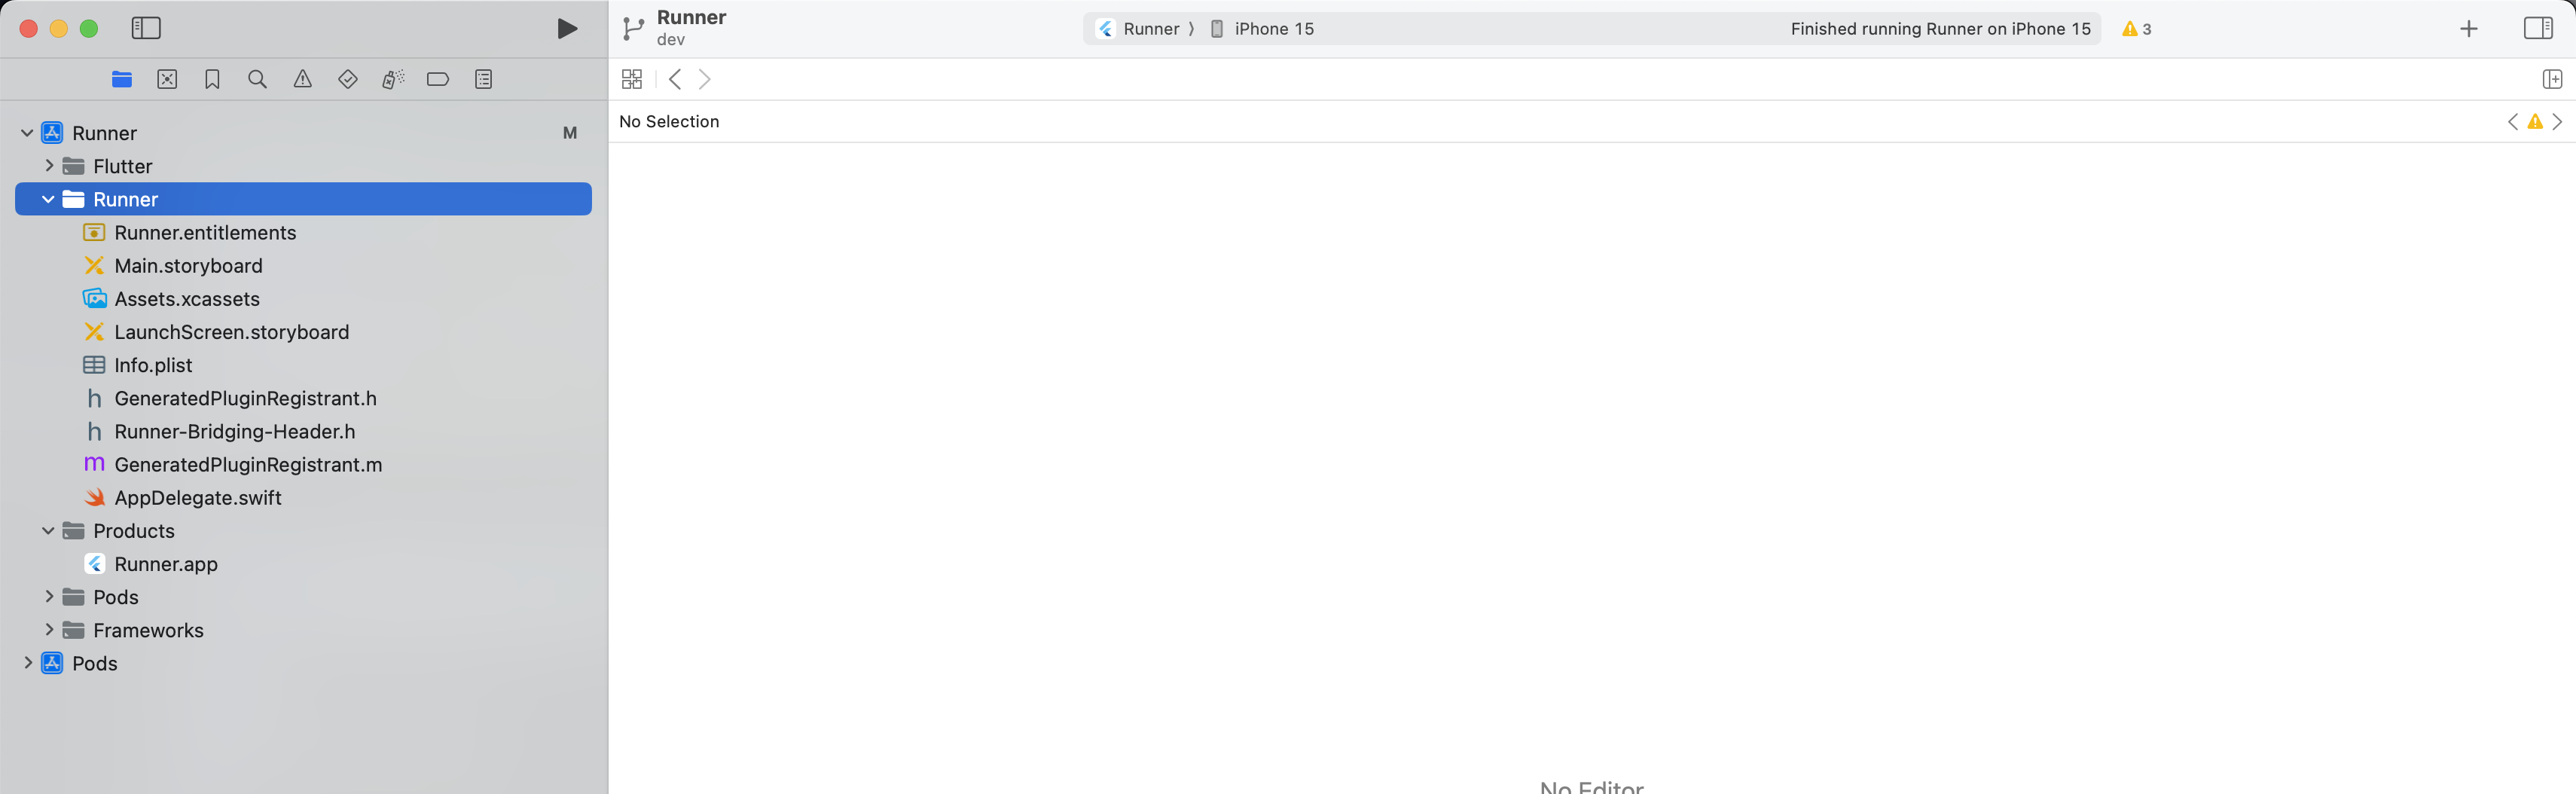 Runner
dev
Runner
iPhone 15
Finished running Runner on iPhone 15
3
No Selection
Runner
M
Flutter
Runner
Runner.entitlements
Main.storyboard
Assets.xcassets
LaunchScreen.storyboard
Info.plist
h GeneratedPluginRegistrant.h
h Runner-Bridging-Header.h
m GeneratedPluginRegistrant.m
AppDelegate.swift
Products
Runner.app
Pods
Frameworks
Pods
No Editor